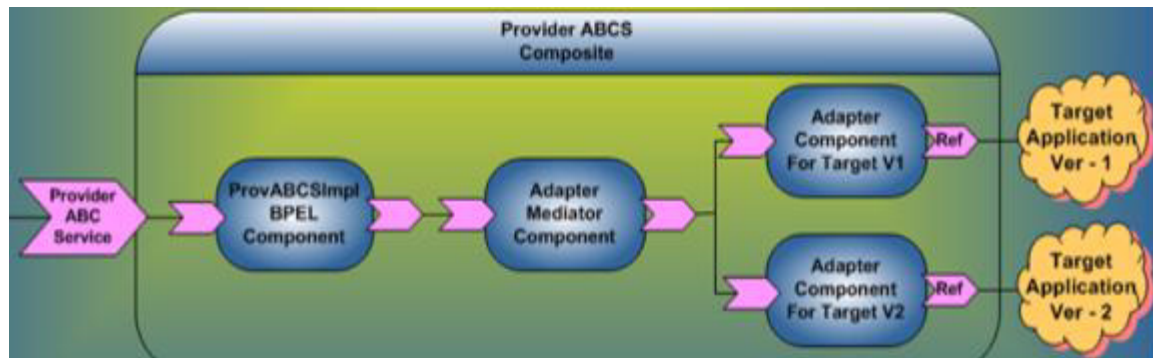 Provider ABCS
Composite
Provider
ABC
Service
ProvABCSImpl
BPEL
Component
Adapter
Mediator
Component
Adapter
Component
For Target V1
Ref
Target
Application
Ver - 1
Adapter
Component
For Target V2
Ref
Target
Application
Ver - 2